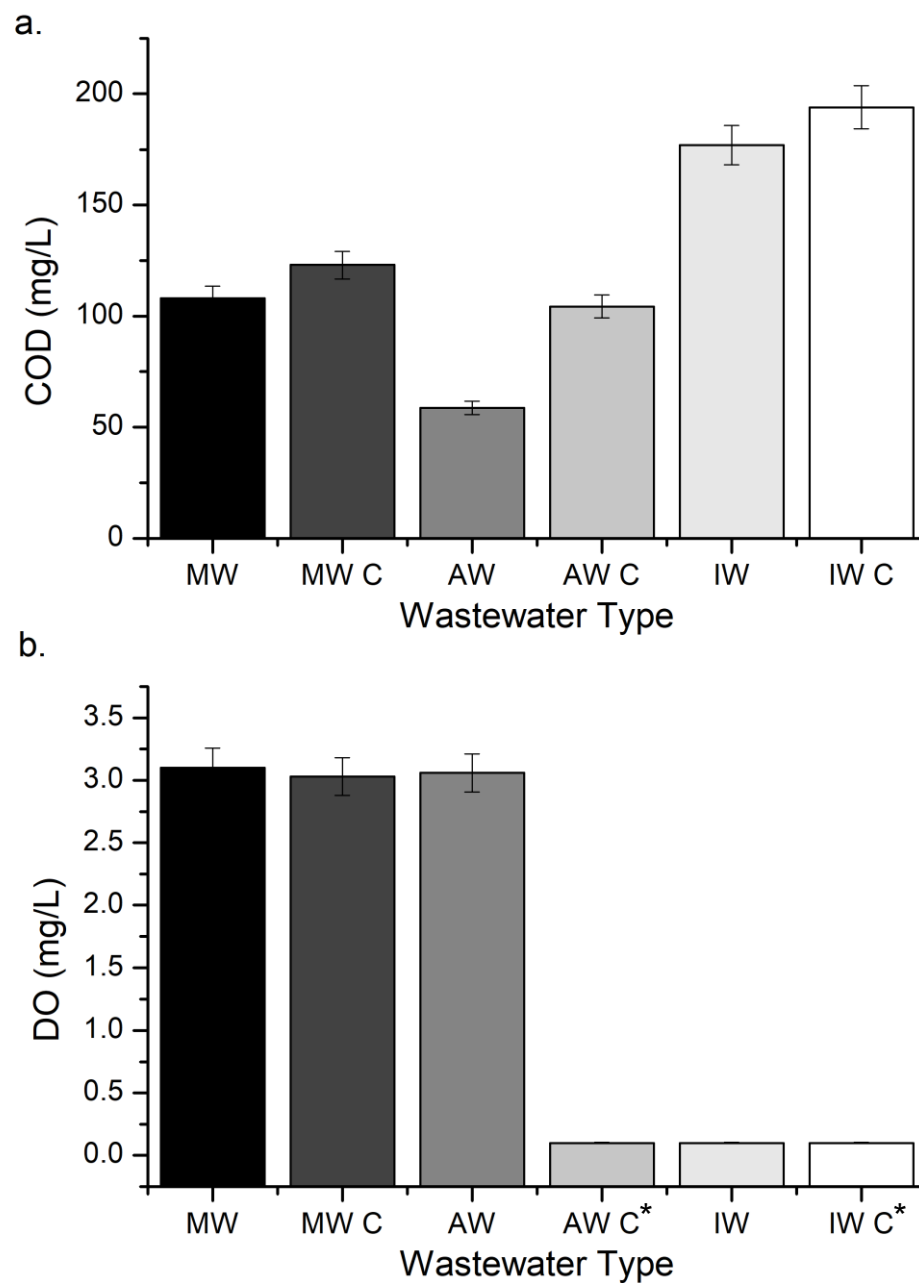 a.
COD (mg/L)
200
150
100
50
0
MW MW C AW AW C IW IW C
Wastewater Type
b.
DO (mg/L)
3.5
3.0
2.5
2.0
1.5
1.0
0.5
0.0
MW MW C AW AW C* IW IW C*
Wastewater Type